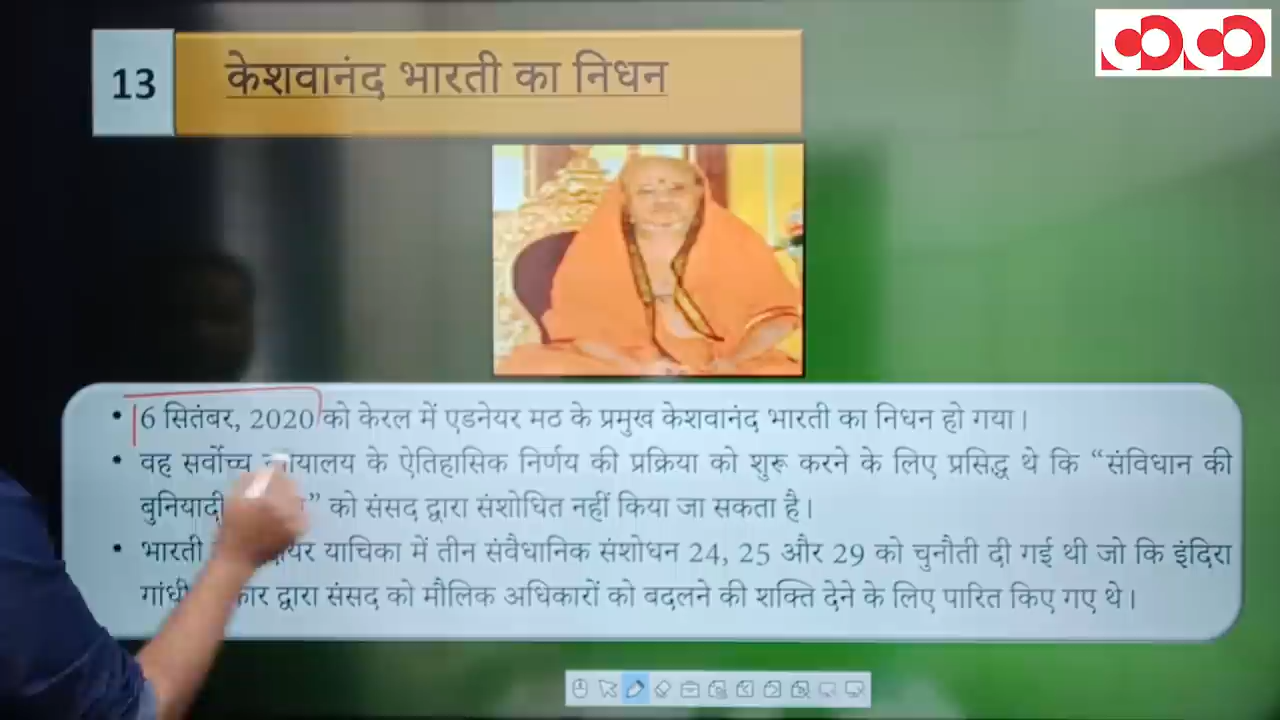 13
केशवानंद भारती का निधन
• 6 सितंबर, 2020 को केरल में एडनेयर मठ के प्रमुख केशवानंद भारती का निधन हो गया।
• वह सर्वोच्च के ऐतिहासिक निर्णय की प्रक्रिया को शुरू करने के लिए प्रसिद्ध थे कि “संविधान की
बुनियादी ” को संसद द्वारा संशोधित नहीं किया जा सकता है।
• भारती याचिका में तीन संवैधानिक संशोधन 24, 25 और 29 को चुनौती दी गई थी जो कि इंदिरा
द्वारा संसद को मौलिक अधिकारों को बदलने की शक्ति देने के लिए पारित किए गए थे।